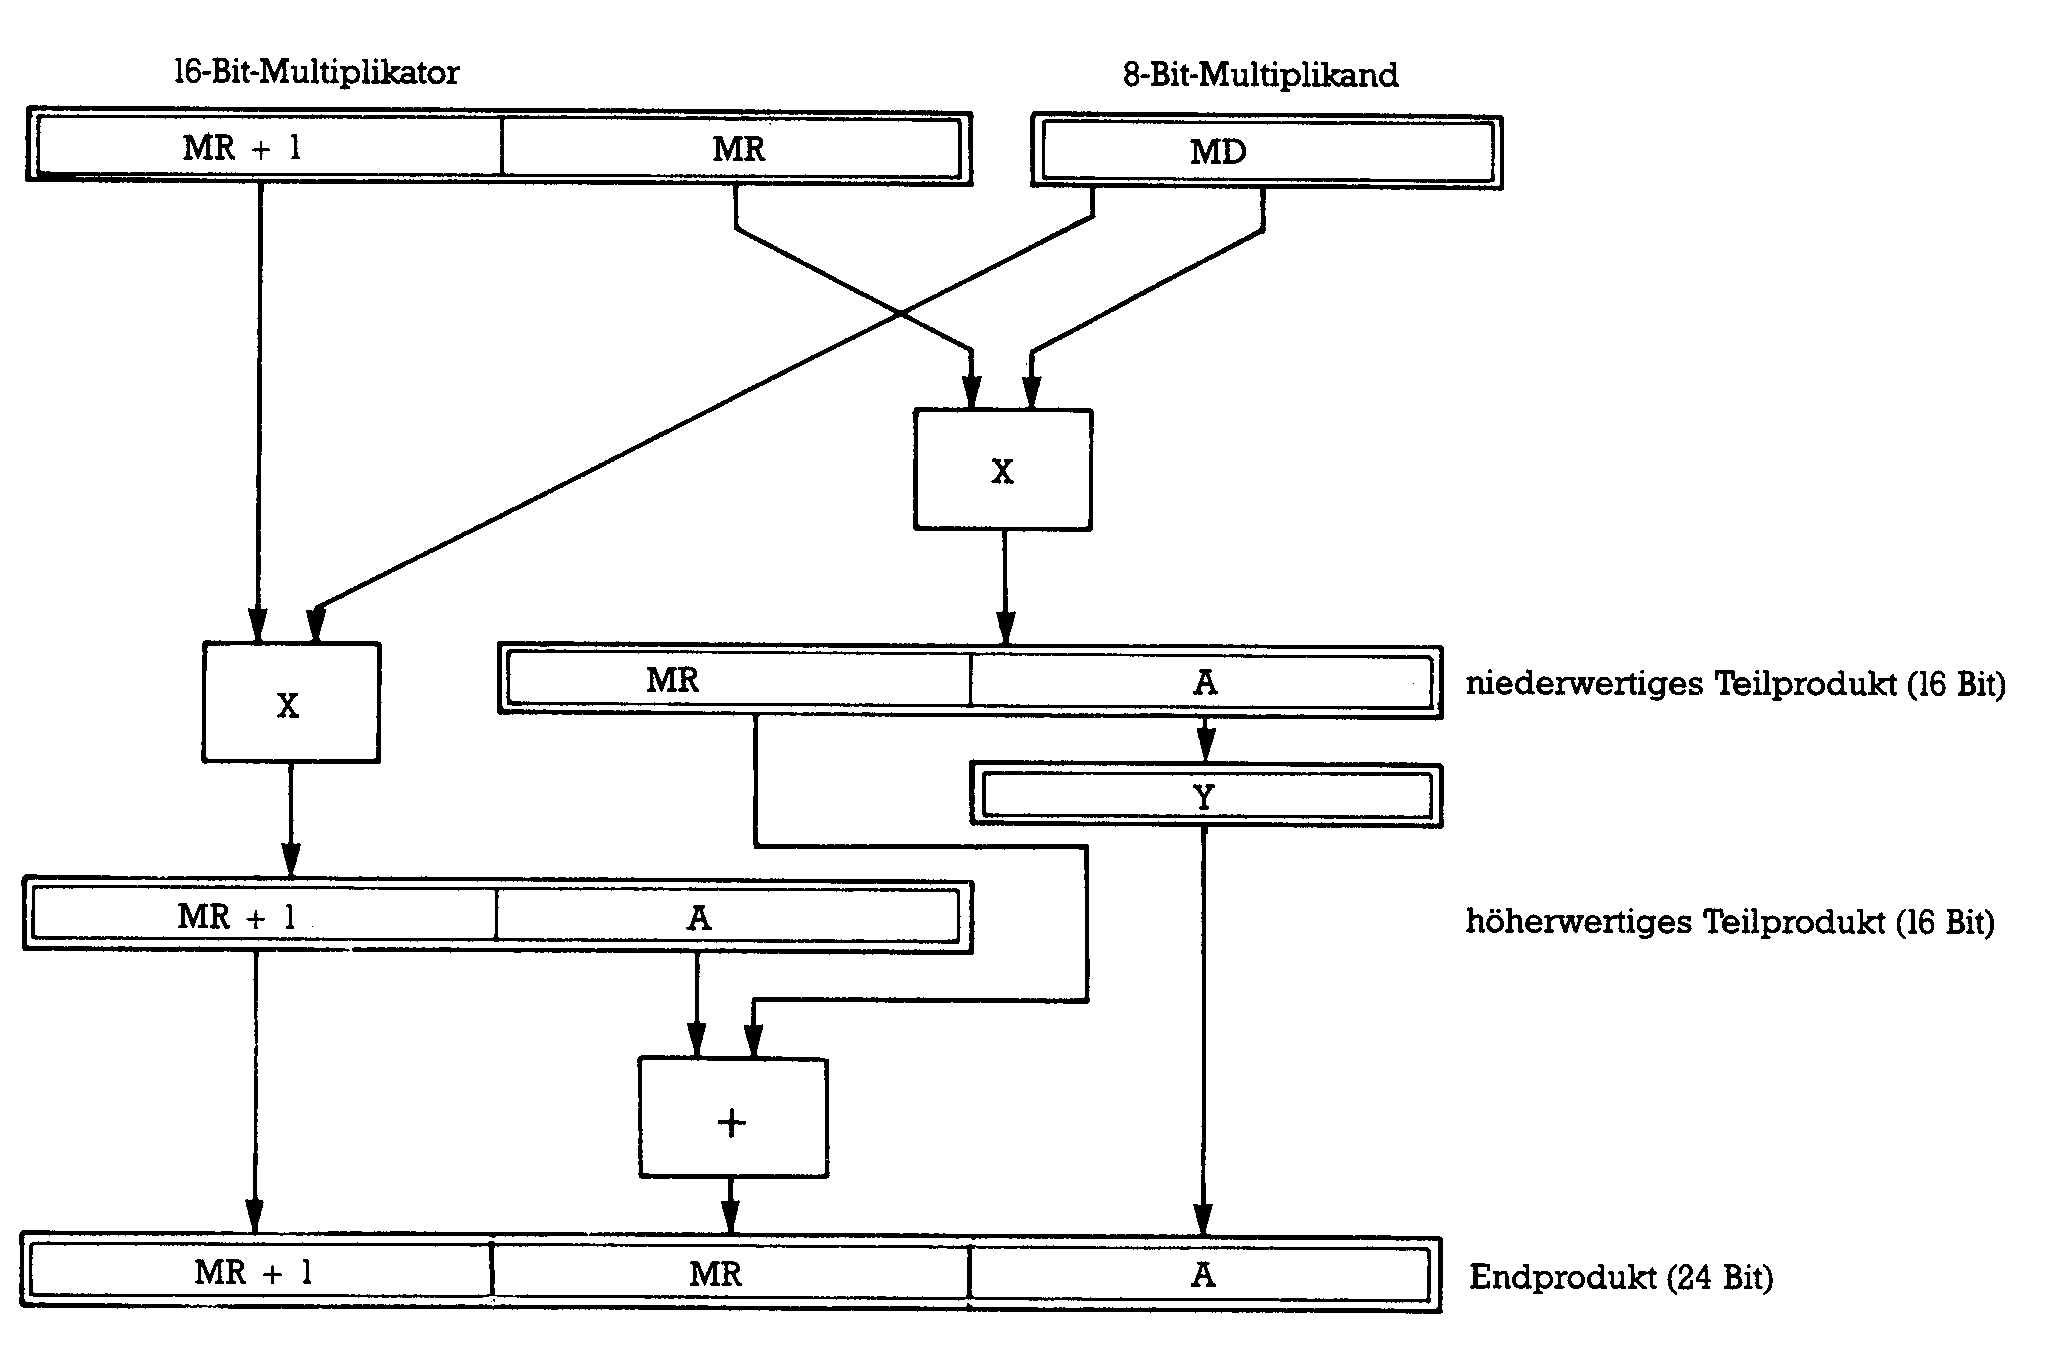 16-Bit-Multiplikator 8-Bit-Multiplikand
MR + 1 MR MD
X
MR A niederwertiges Teilprodukt (16 Bit)
X
Y
MR + 1 A höherwertiges Teilprodukt (16 Bit)
+
MR + 1 MR A Endprodukt (24 Bit)